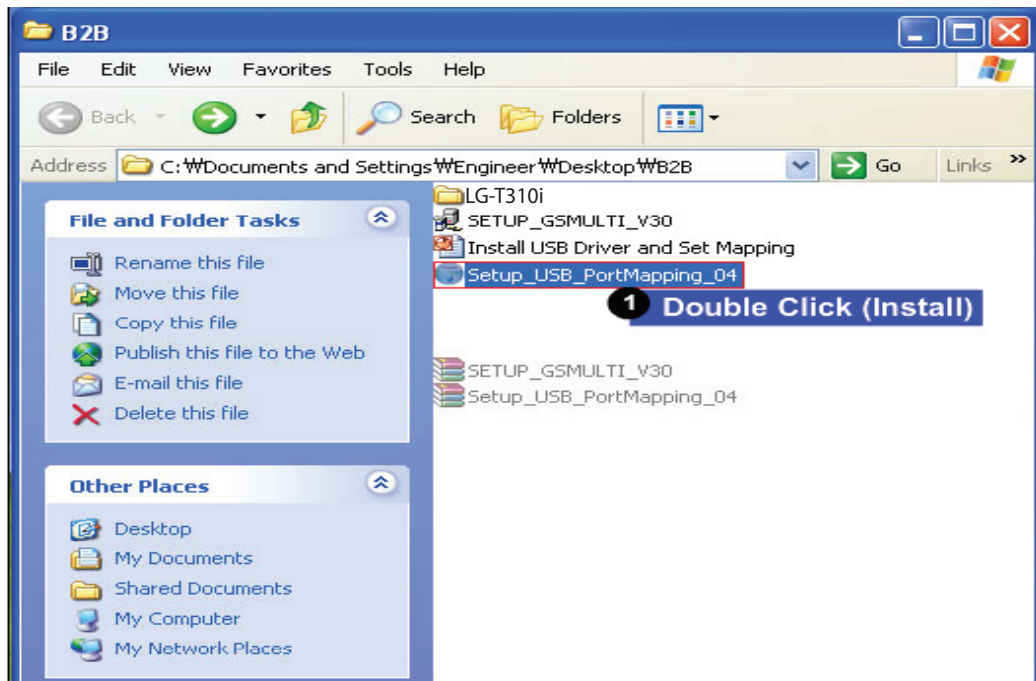 B2B
File Edit View Favorites Tools Help
Back Search Folders
Address C:₩Documents and Settings₩Engineer₩Desktop₩B2B Go Links »
File and Folder Tasks
Rename this file
Move this file
Copy this file
Publish this file to the Web
E-mail this file
Delete this file
Other Places
Desktop
My Documents
Shared Documents
My Computer
My Network Places
LG-T310i
SETUP_GSMULTI_V30
Install USB Driver and Set Mapping
Setup_USB_PortMapping_04
1 Double Click (Install)
SETUP_GSMULTI_V30
Setup_USB_PortMapping_04